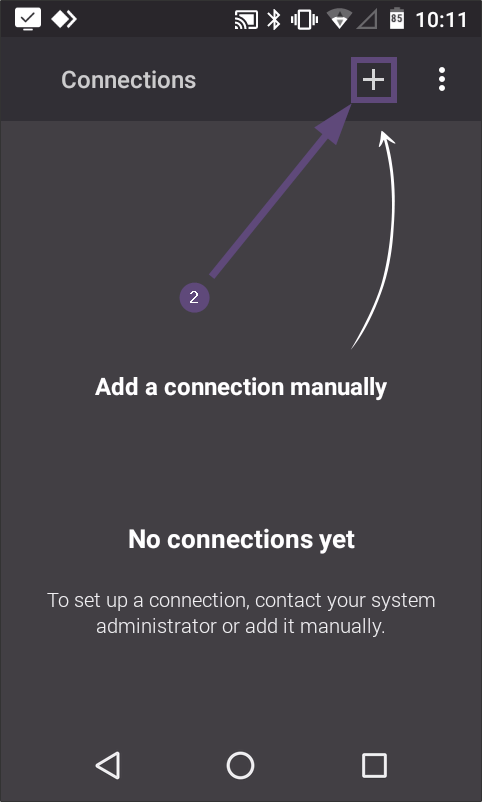 85 10:11
Connections
2
Add a connection manually
No connections yet
To set up a connection, contact your system
administrator or add it manually.